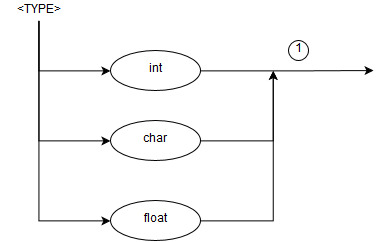 <TYPE>
1
int
char
float